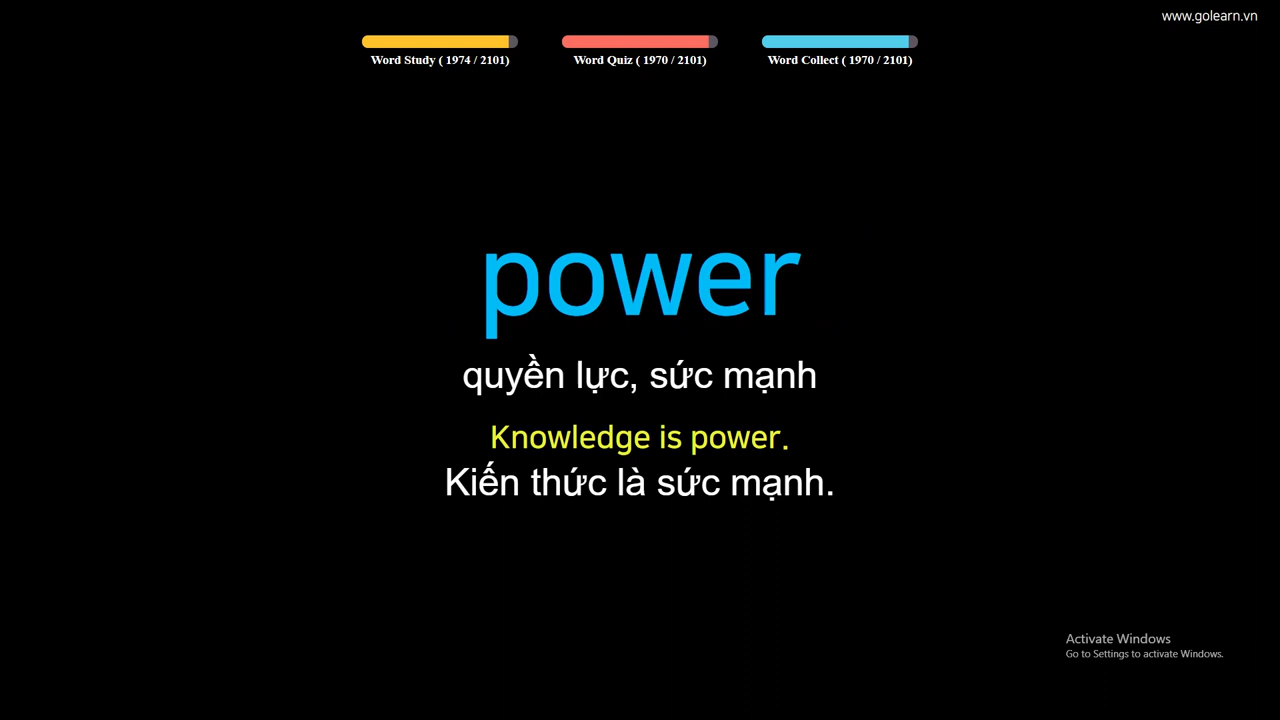 www.golearn.vn
Word Study ( 1974 / 2101) Word Quiz ( 1970 / 2101) Word Collect ( 1970 / 2101)
power
quyền lực, sức mạnh
Knowledge is power.
Kiến thức là sức mạnh.
Activate Windows
Go to Settings to activate Windows.